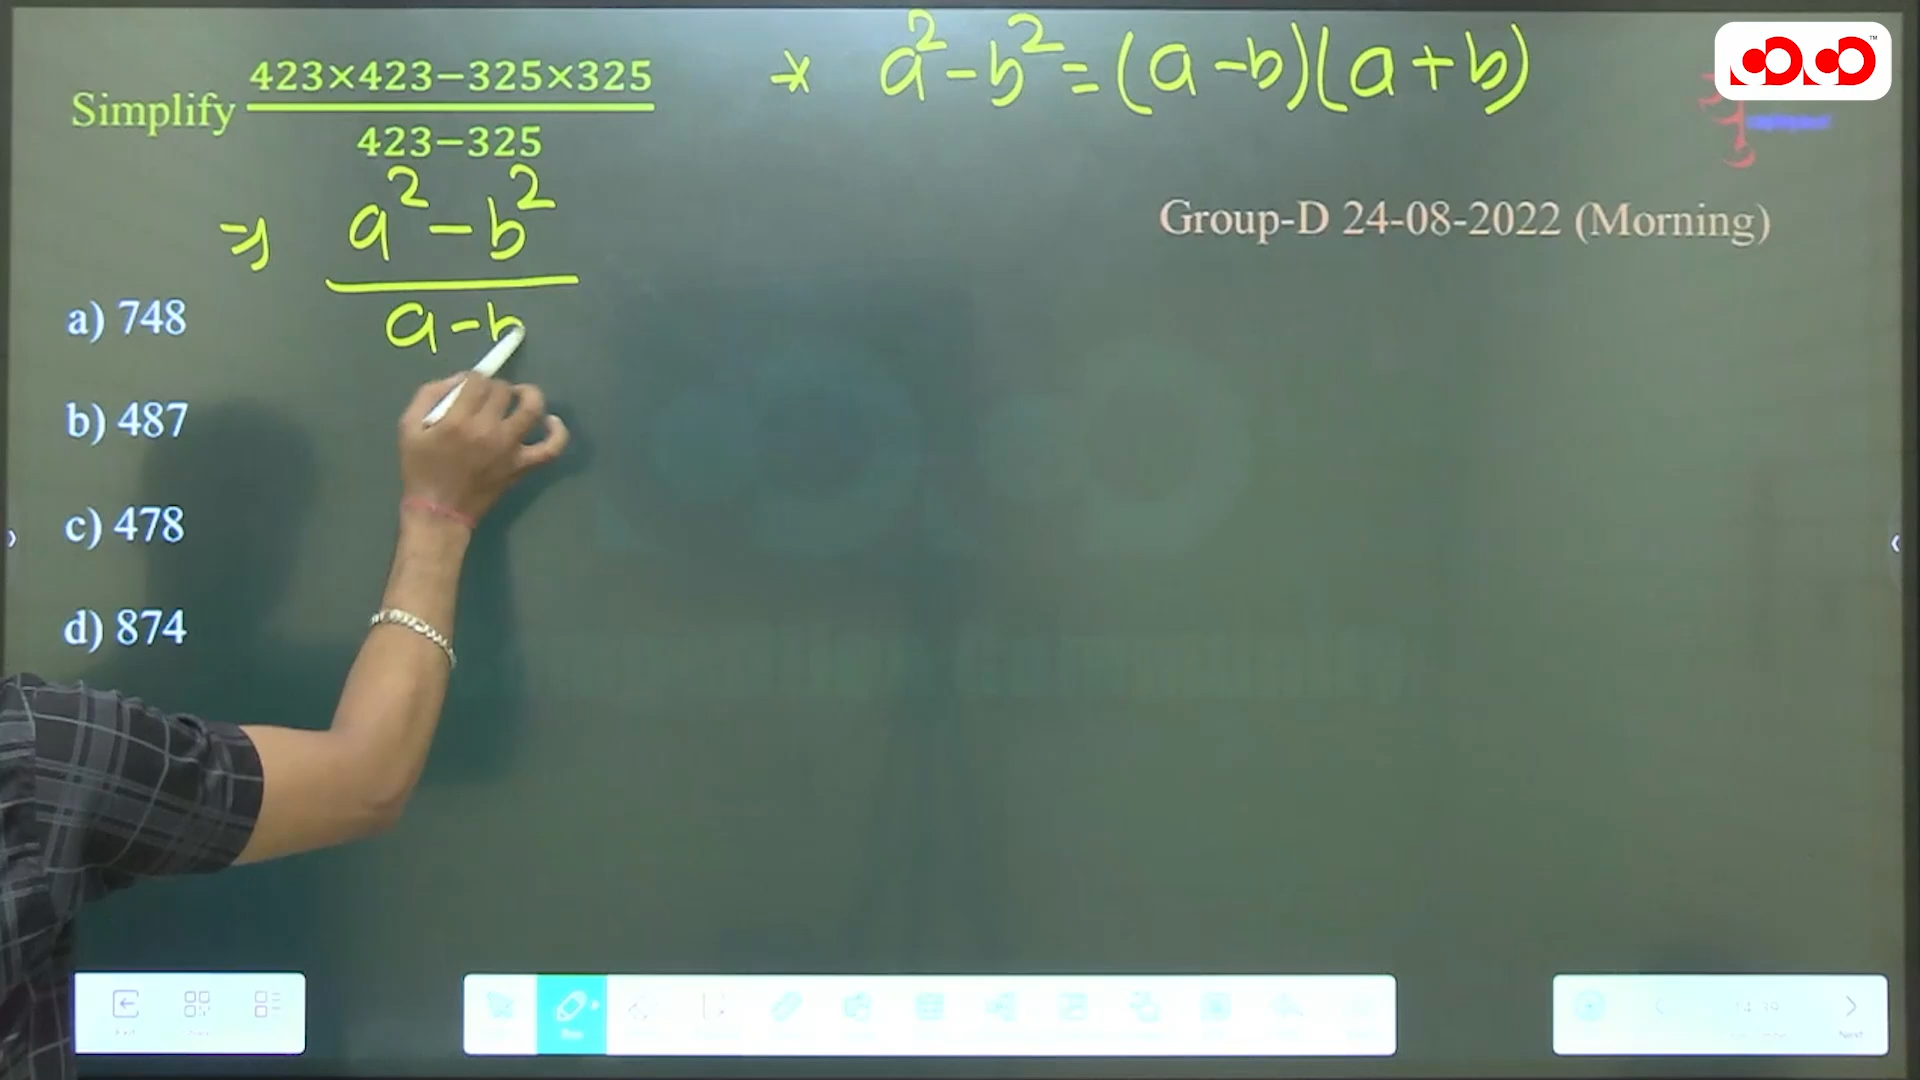 Simplify 423×423−325×325
423−325
* a²-b²=(a-b)(a+b)
⇒ a²-b²
a-b
Group-D 24-08-2022 (Morning)
a) 748
b) 487
c) 478
d) 874
Next